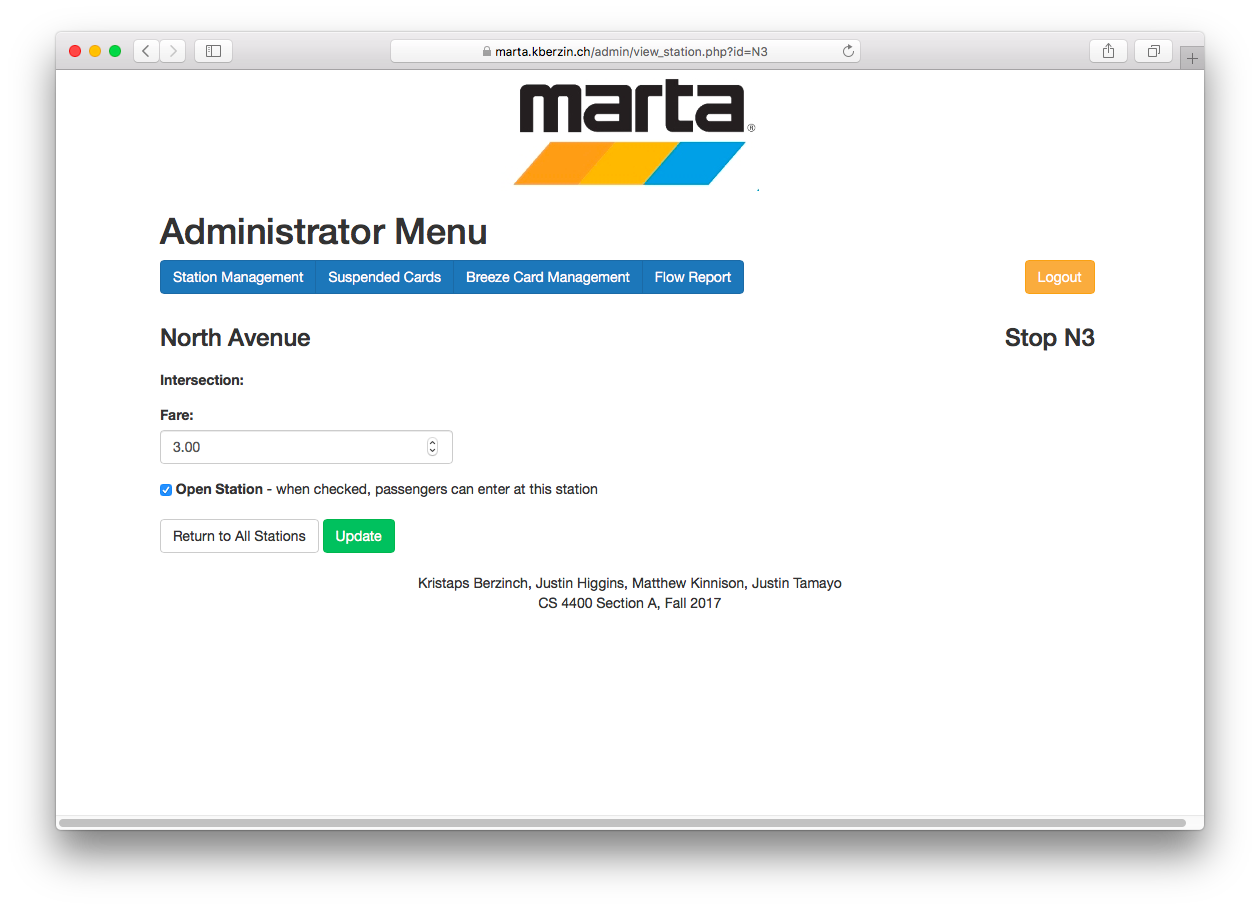 marta.kberzin.ch/admin/view_station.php?id=N3
marta®
Administrator Menu
Station Management Suspended Cards Breeze Card Management Flow Report Logout
North Avenue Stop N3
Intersection:
Fare:
3.00
Open Station - when checked, passengers can enter at this station
Return to All Stations Update
Kristaps Berzinch, Justin Higgins, Matthew Kinnison, Justin Tamayo
CS 4400 Section A, Fall 2017